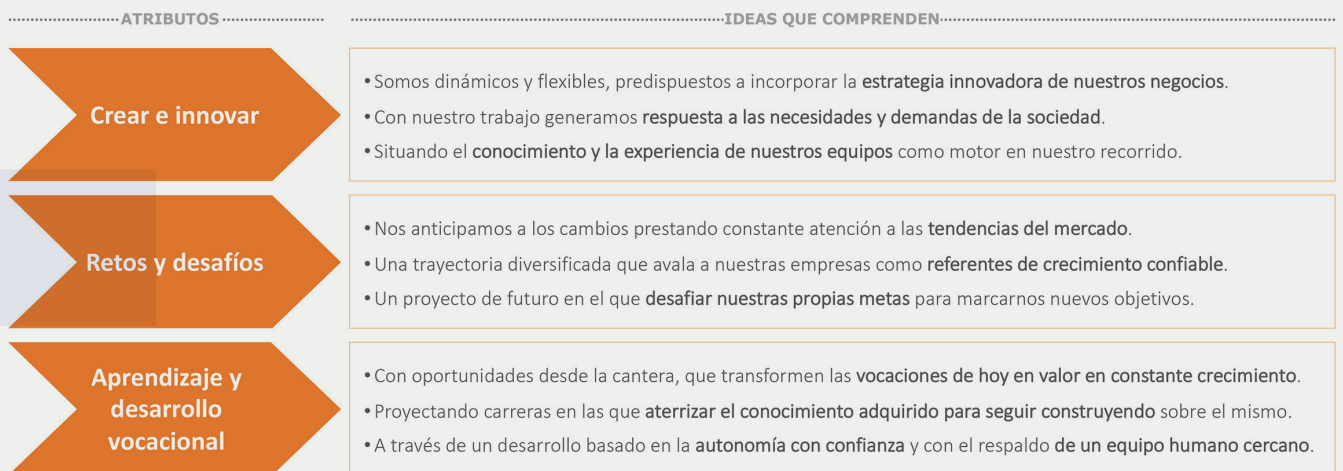 ATRIBUTOS
IDEAS QUE COMPRENDEN
Crear e innovar
• Somos dinámicos y flexibles, predispuestos a incorporar la estrategia innovadora de nuestros negocios.
• Con nuestro trabajo generamos respuesta a las necesidades y demandas de la sociedad.
• Situando el conocimiento y la experiencia de nuestros equipos como motor en nuestro recorrido.
Retos y desafíos
• Nos anticipamos a los cambios prestando constante atención a las tendencias del mercado.
• Una trayectoria diversificada que avala a nuestras empresas como referentes de crecimiento confiable.
• Un proyecto de futuro en el que desafiar nuestras propias metas para marcarnos nuevos objetivos.
Aprendizaje y
desarrollo
vocacional
• Con oportunidades desde la cantera, que transformen las vocaciones de hoy en valor en constante crecimiento.
• Proyectando carreras en las que aterrizar el conocimiento adquirido para seguir construyendo sobre el mismo.
• A través de un desarrollo basado en la autonomía con confianza y con el respaldo de un equipo humano cercano.